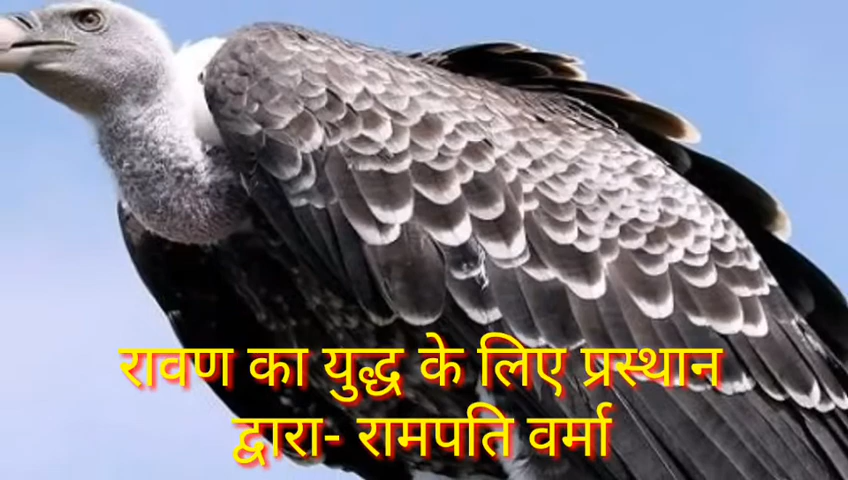 रावण का युद्ध के लिए प्रस्थान
द्वारा- रामपति वर्मा